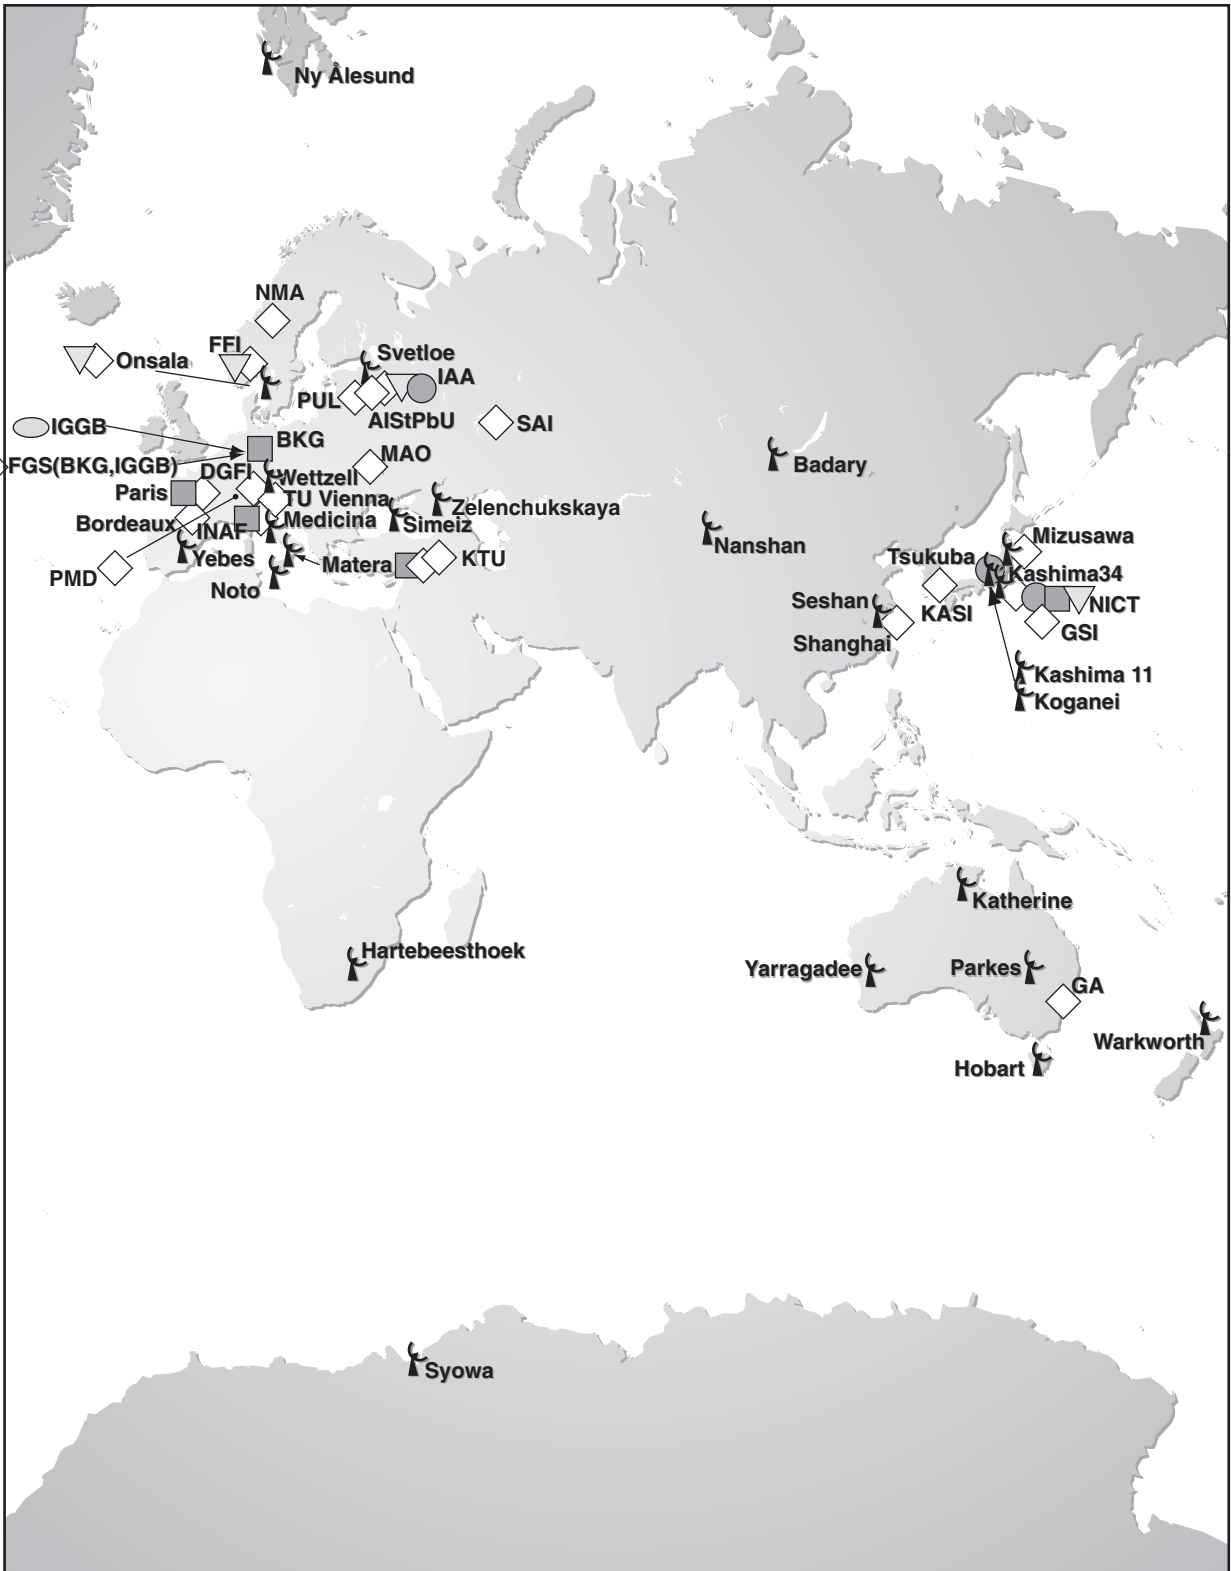 Ny Ålesund
NMA
FFI
Onsala
Svetloe
IAA
PUL
AIStPbU
SAI
IGGB
BKG
MAO
FGS(BKG,IGGB)
DGFI
Wettzell
Badary
Paris
TU Vienna
Zelenchukskaya
Bordeaux
INAF
Medicina
Simeiz
Nanshan
Mizusawa
Yebes
Matera
KTU
Tsukuba
PMD
Noto
Kashima34
Seshan
KASI
NICT
GSI
Shanghai
Kashima 11
Koganei
Katherine
Hartebeesthoek
Yarragadee
Parkes
GA
Warkworth
Hobart
Syowa